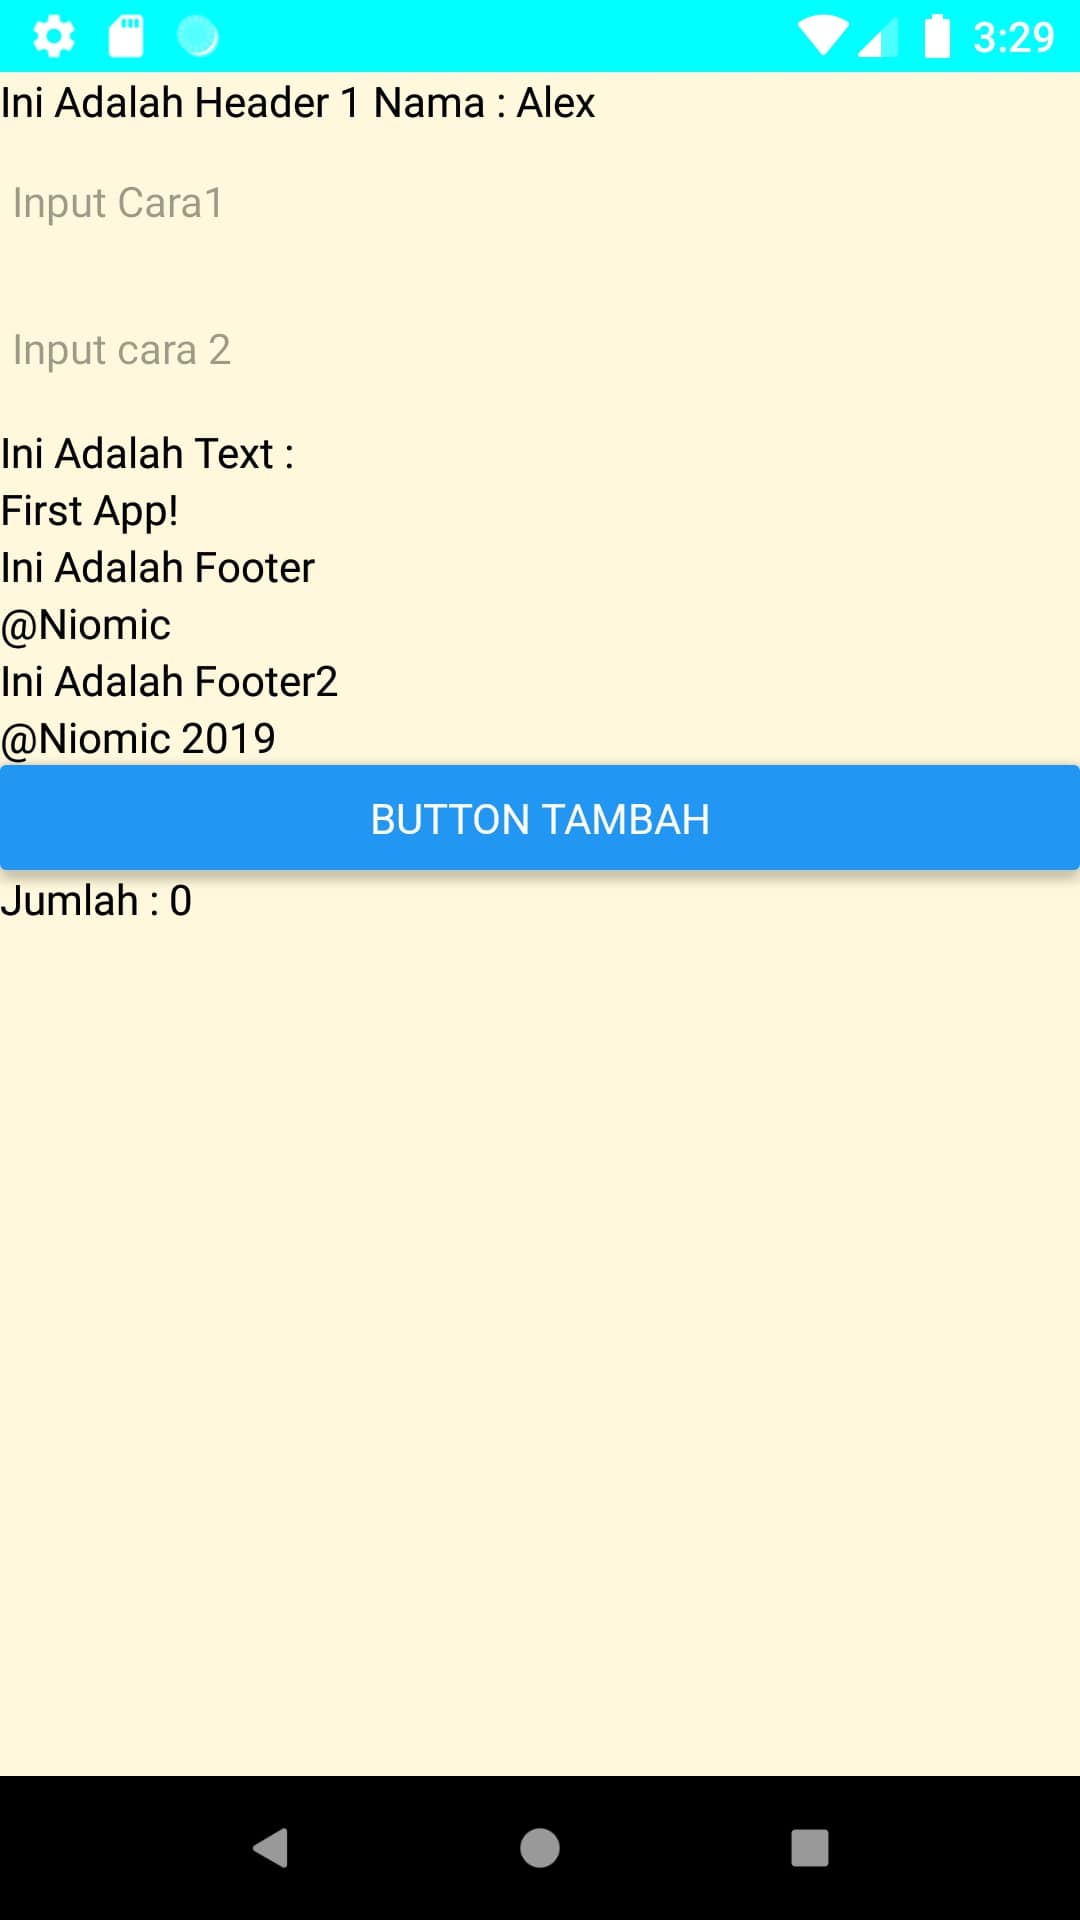 3:29
Ini Adalah Header 1 Nama : Alex
Input Cara1
Input cara 2
Ini Adalah Text :
First App!
Ini Adalah Footer
@Niomic
Ini Adalah Footer2
@Niomic 2019
BUTTON TAMBAH
Jumlah : 0